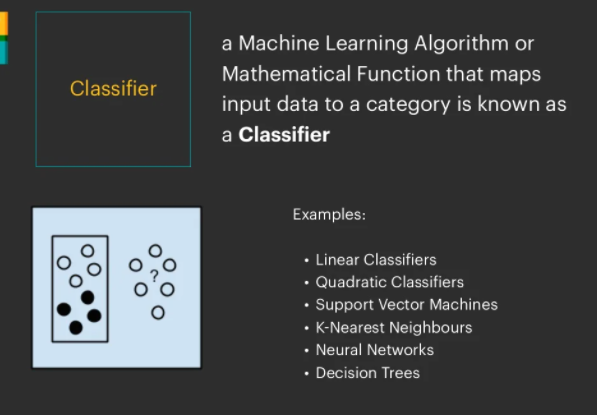 Classifier
a Machine Learning Algorithm or
Mathematical Function that maps
input data to a category is known as
a Classifier
?
Examples:
• Linear Classifiers
• Quadratic Classifiers
• Support Vector Machines
• K-Nearest Neighbours
• Neural Networks
• Decision Trees